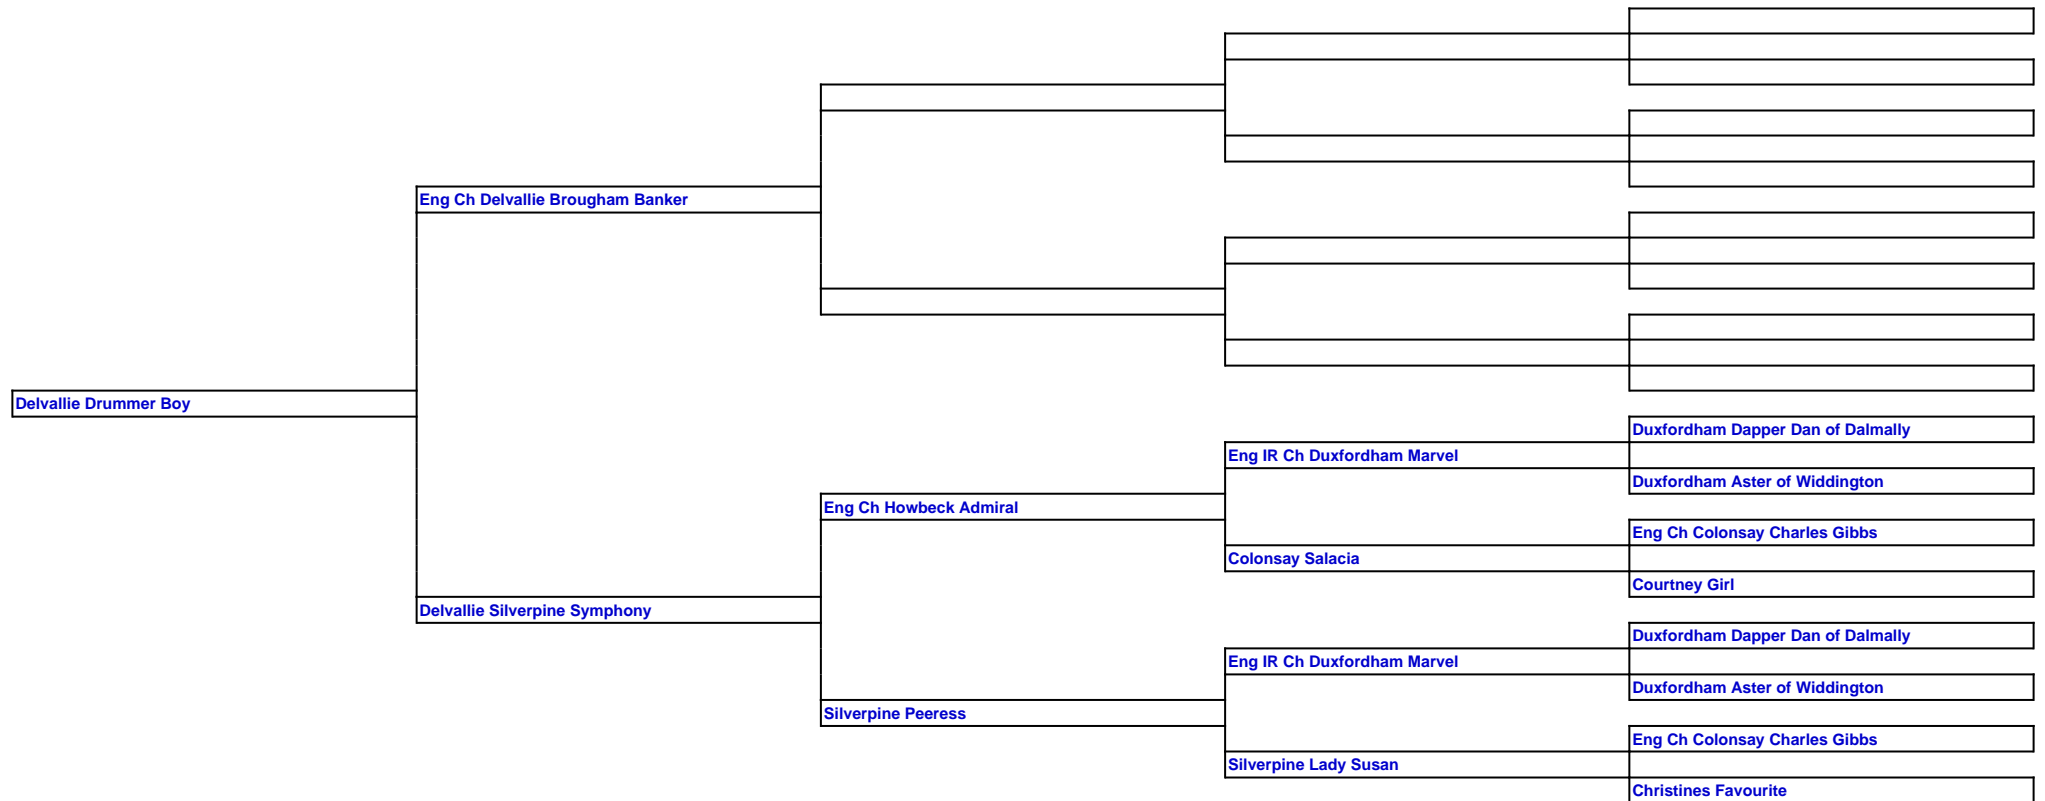 Eng Ch Delvallie Brougham Banker
Delvallie Drummer Boy
Duxfordham Dapper Dan of Dalmally
Eng IR Ch Duxfordham Marvel
Duxfordham Aster of Widdington
Eng Ch Howbeck Admiral
Eng Ch Colonsay Charles Gibbs
Colonsay Salacia
Courtney Girl
Delvallie Silverpine Symphony
Duxfordham Dapper Dan of Dalmally
Eng IR Ch Duxfordham Marvel
Duxfordham Aster of Widdington
Silverpine Peeress
Eng Ch Colonsay Charles Gibbs
Silverpine Lady Susan
Christines Favourite